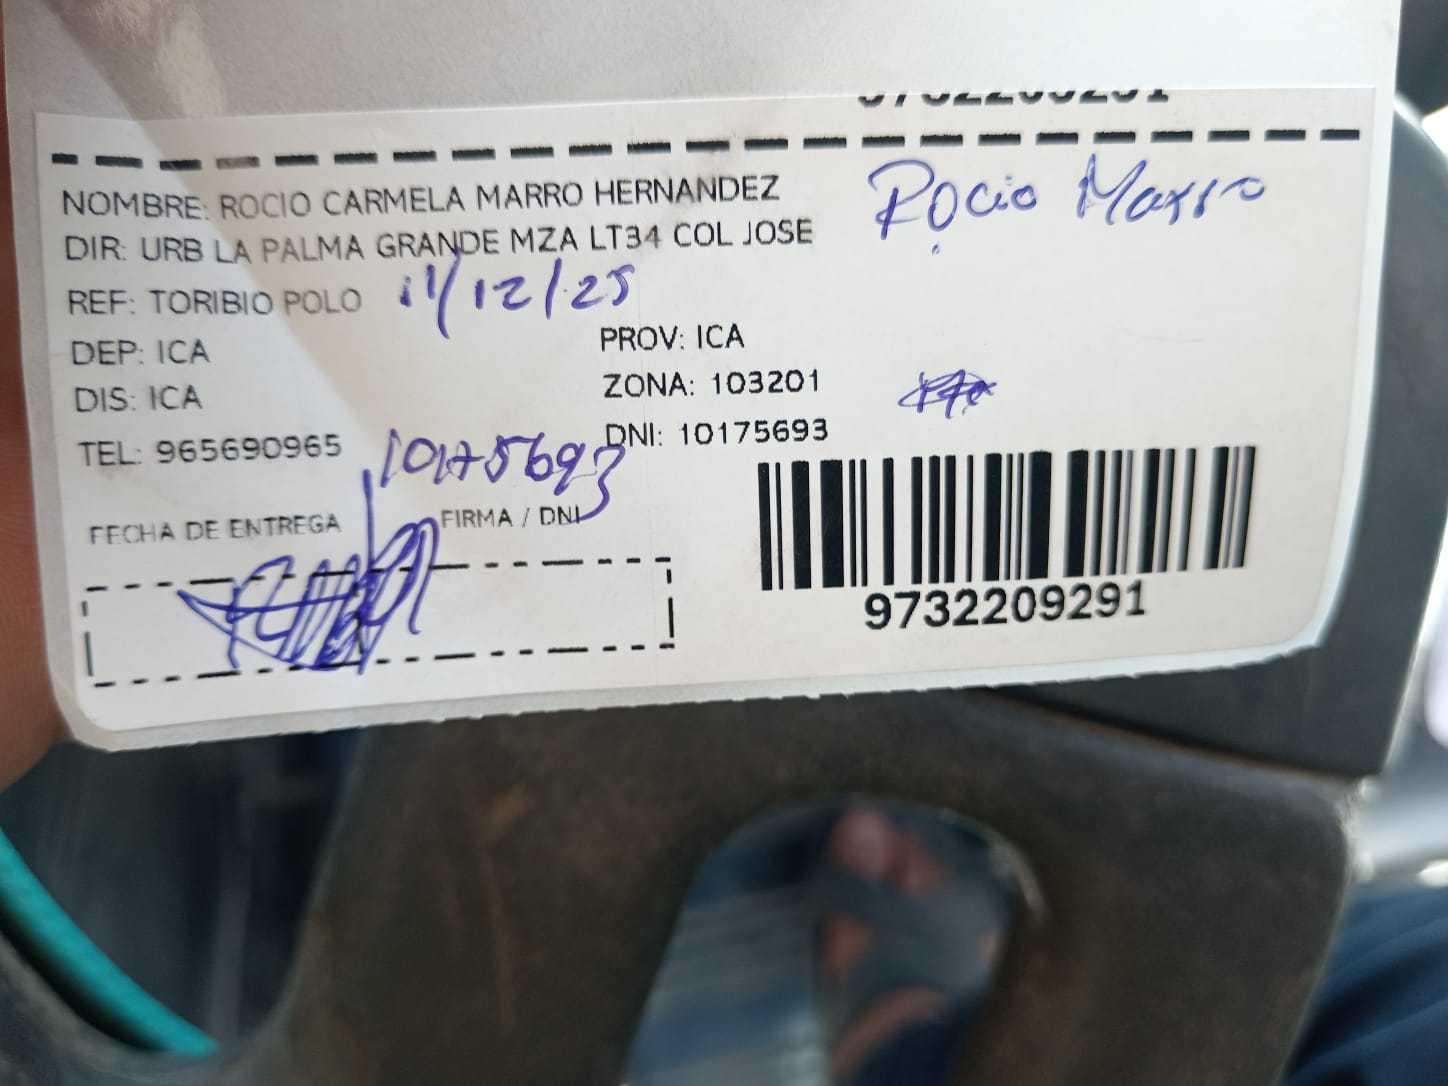 NOMBRE: ROCIO CARMELA MARRO HERNANDEZ
Rocio Marro
DIR: URB LA PALMA GRANDE MZA LT34 COL JOSE
REF: TORIBIO POLO
11/12/25
DEP: ICA
PROV: ICA
DIS: ICA
ZONA: 103201
TEL: 965690965
DNI: 10175693
10175693
FECHA DE ENTREGA
FIRMA / DNI
9732209291